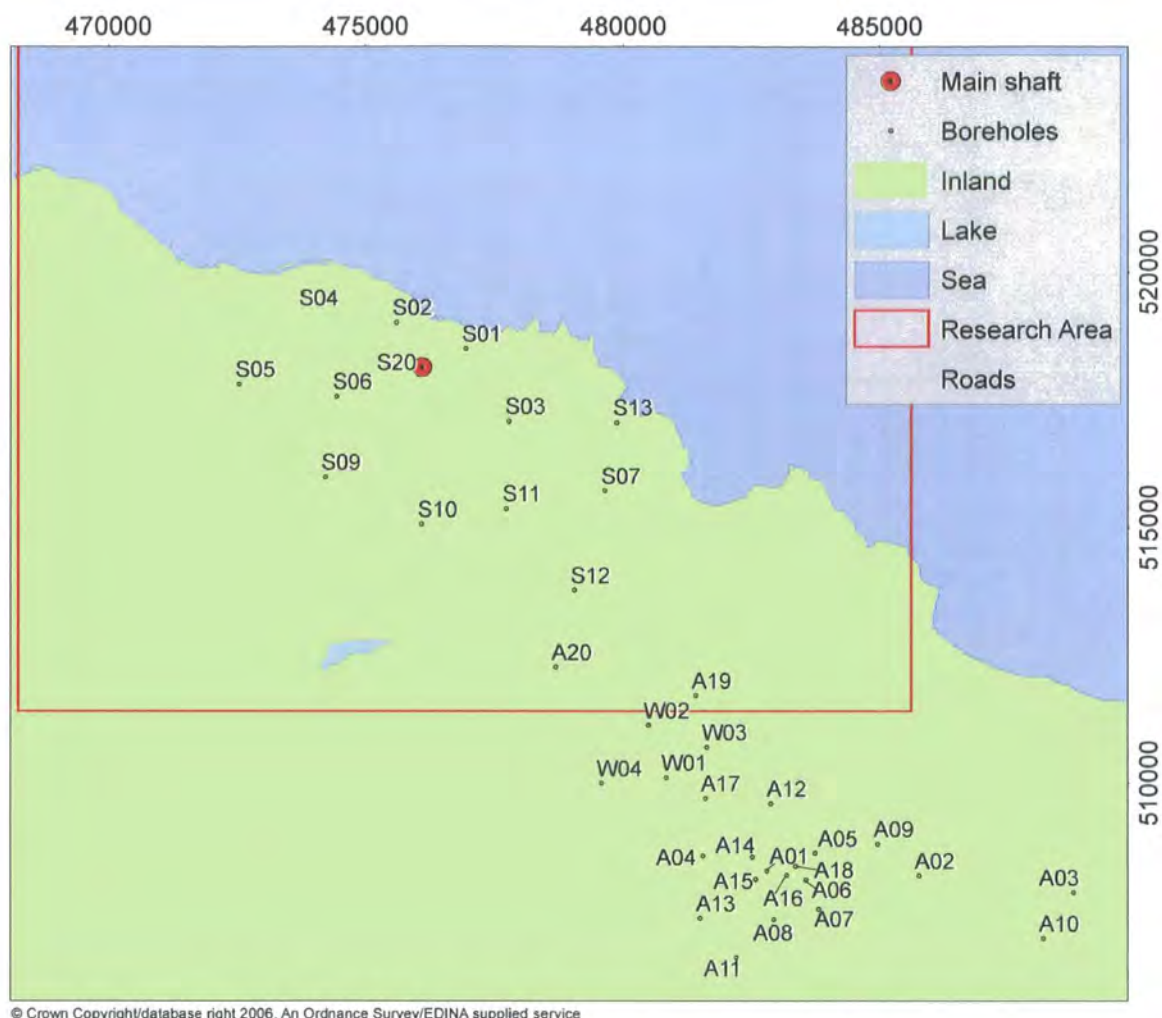 470000 475000 480000 485000
Main shaft
Boreholes
Inland
Lake
Sea
Research Area
Roads
520000
515000
510000
S04
S02
S01
S20
S05
S06
S03
S13
S09
S07
S11
S10
S12
A20
A19
W02
W03
W01
W04
A17
A12
A09
A05
A14
A01
A04
A02
A18
A15
A06
A03
A16
A13
A07
A10
A08
A11
© Crown Copyright/database right 2006. An Ordnance Survey/EDINA supplied service